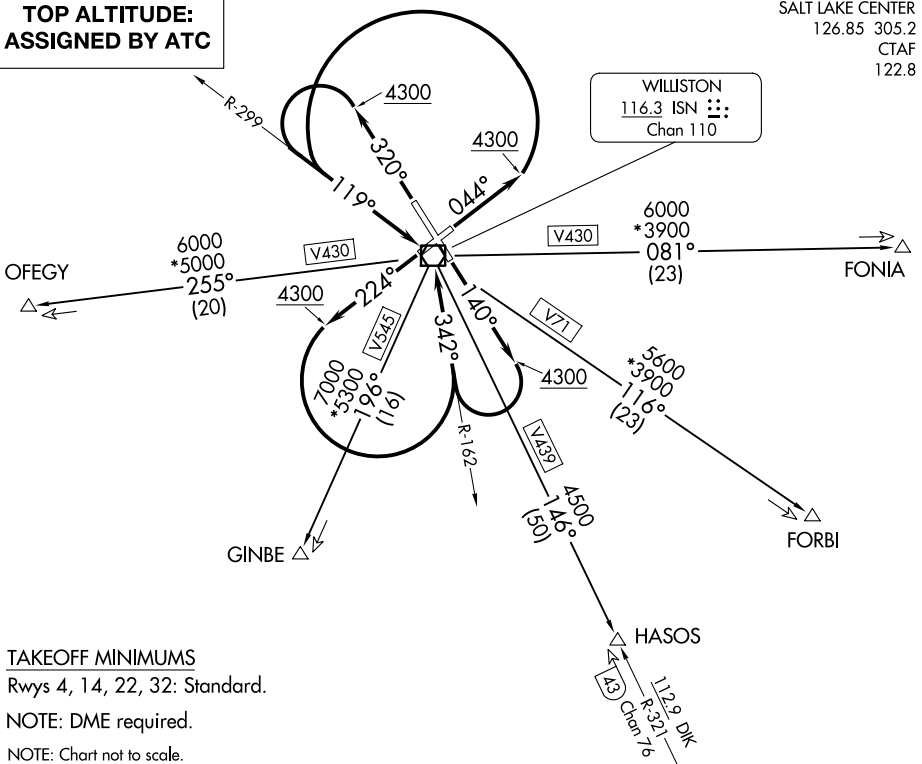 TOP ALTITUDE:
ASSIGNED BY ATC
SALT LAKE CENTER
126.85 305.2
CTAF
122.8
R-299
4300
320°
119°
WILLISTON
116.3 ISN
Chan 110
4300
044°
6000
*5000
255°
(20)
V430
OFEGY
V430
6000
*3900
081°
(23)
FONIA
4300
224°
V545
7000
*5300
196°
(16)
342°
R-162
140°
4300
V71
5600
*3900
116°
(23)
FORBI
V439
4500
146°
(50)
GINBE
HASOS
43
112.9 DIK
R-321
Chan 76
TAKEOFF MINIMUMS
Rwys 4, 14, 22, 32: Standard.
NOTE: DME required.
NOTE: Chart not to scale.